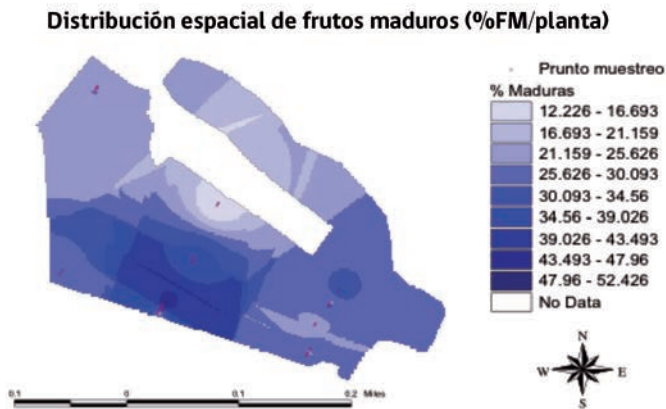 Distribución espacial de frutos maduros (%FM/planta)
Prunto muestreo
% Maduras
12.226 - 16.693
16.693 - 21.159
21.159 - 25.626
25.626 - 30.093
30.093 - 34.56
34.56 - 39.026
39.026 - 43.493
43.493 - 47.96
47.96 - 52.426
No Data
N
W E
S
0.1 0 0.1 0.2 Miles